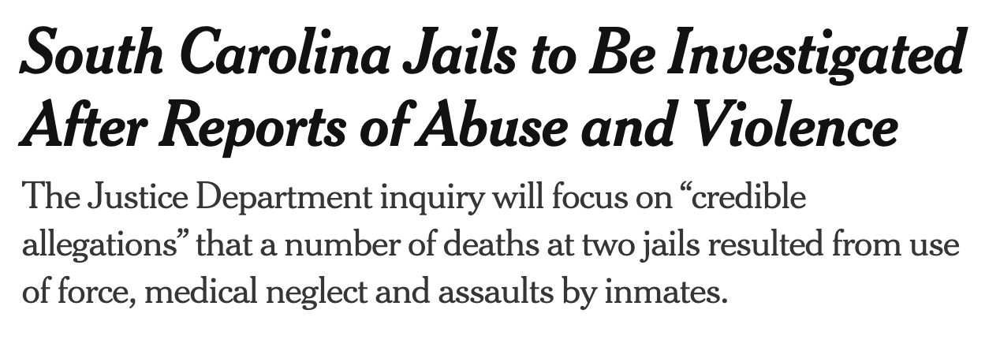 South Carolina Jails to Be Investigated
After Reports of Abuse and Violence
The Justice Department inquiry will focus on “credible
allegations” that a number of deaths at two jails resulted from use
of force, medical neglect and assaults by inmates.